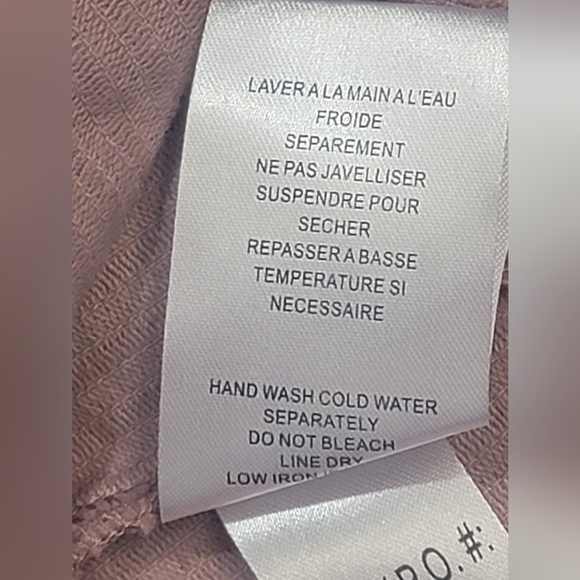 LAVER A LA MAIN A L'EAU
FROIDE
SEPAREMENT
NE PAS JAVELLISER
SUSPENDRE POUR
SECHER
REPASSER A BASSE
TEMPERATURE SI
NECESSAIRE
HAND WASH COLD WATER
SEPARATELY
DO NOT BLEACH
LINE DRY
LOW IRON